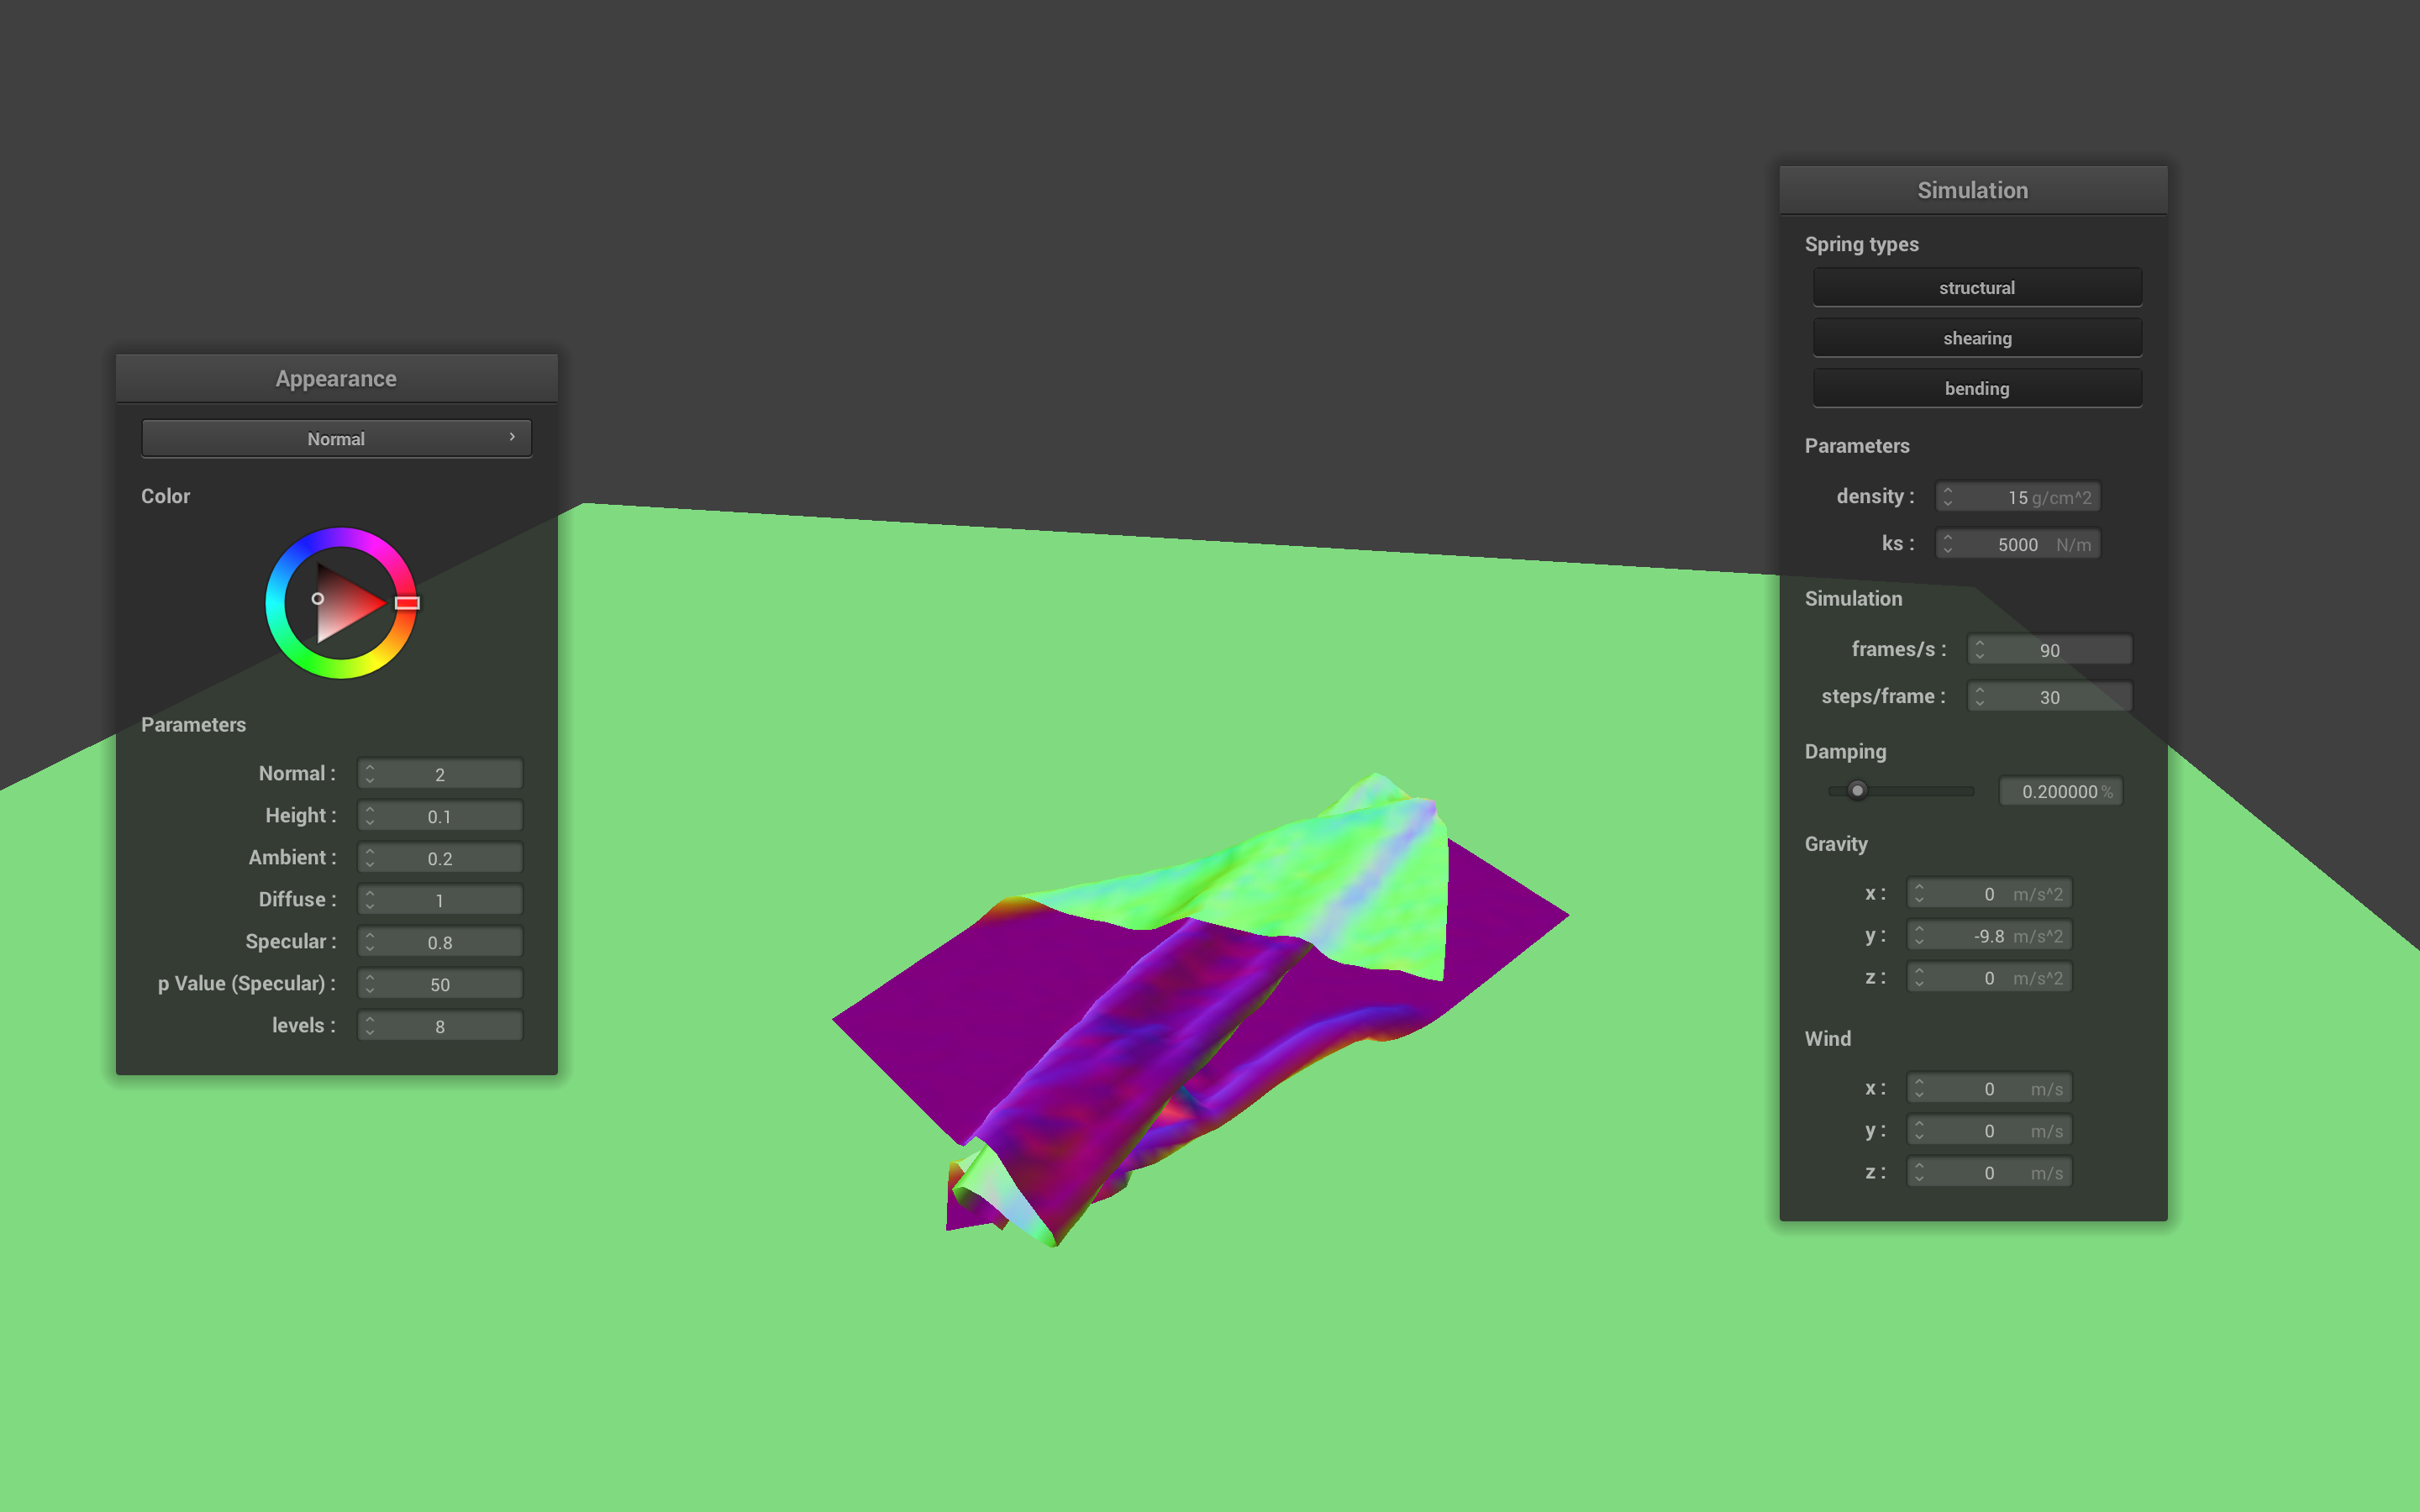 Appearance
Normal
Color
Parameters
Normal : 2
Height : 0.1
Ambient : 0.2
Diffuse : 1
Specular : 0.8
p Value (Specular) : 50
levels : 8
Simulation
Spring types
structural
shearing
bending
Parameters
density : 15 g/cm^2
ks : 5000 N/m
Simulation
frames/s : 90
steps/frame : 30
Damping
0.200000 %
Gravity
x : 0 m/s^2
y : -9.8 m/s^2
z : 0 m/s^2
Wind
x : 0 m/s
y : 0 m/s
z : 0 m/s